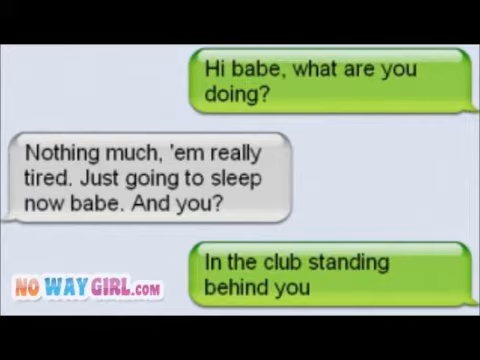 Hi babe, what are you
doing?
Nothing much, 'em really
tired. Just going to sleep
now babe. And you?
In the club standing
behind you
NO WAY GIRL.COM